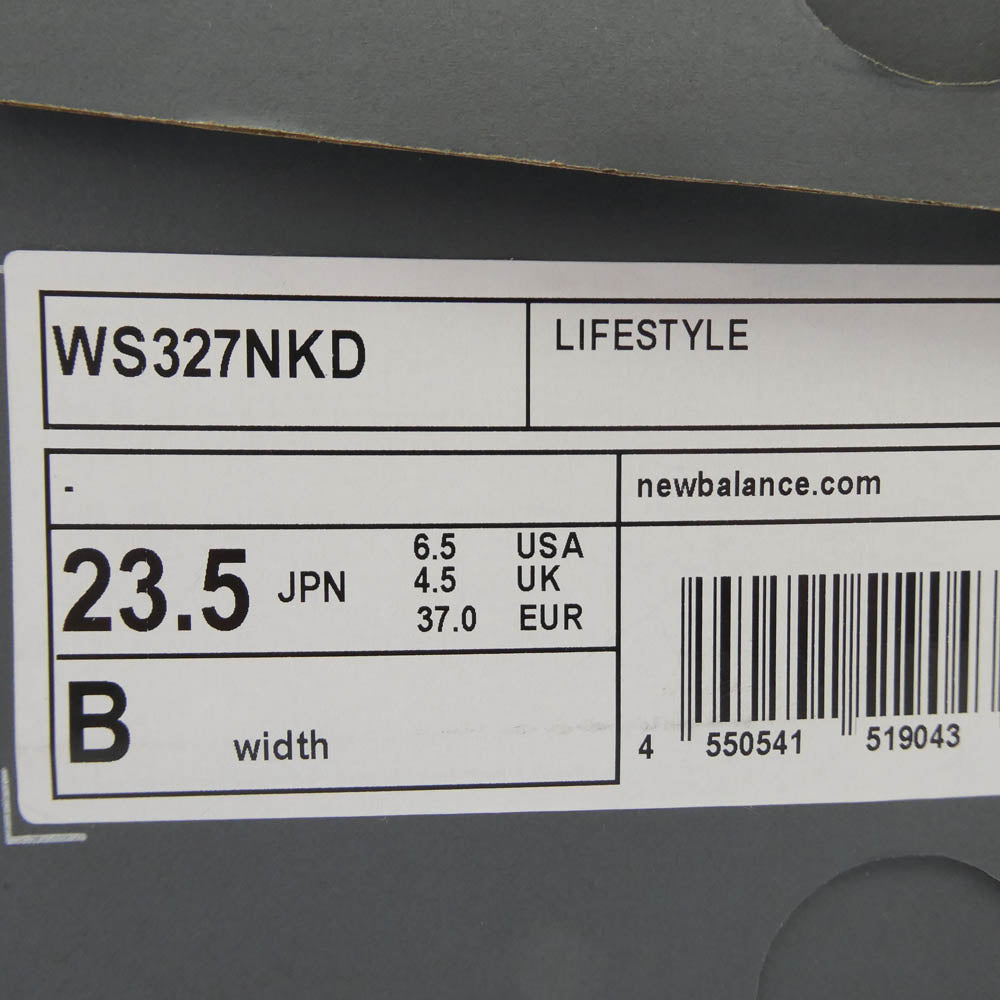 WS327NKD
LIFESTYLE
-
newbalance.com
23.5 JPN
6.5 USA
4.5 UK
37.0 EUR
B width
4 550541 519043